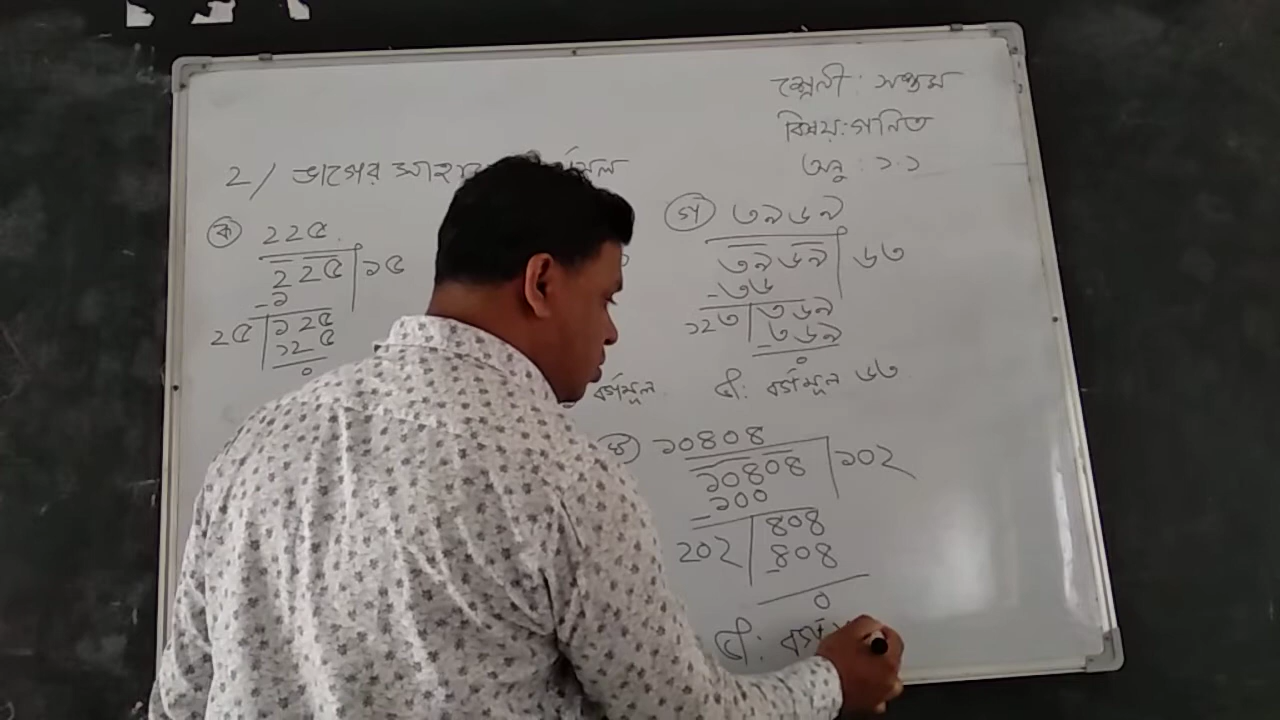 শ্রেণী: সপ্তম
বিষয়: গণিত
অনু: ১.১
২/ ভাগের
ক ২২৫
২২৫ ১৫
-১
২৫ ১২৫
১২৫
০
বর্গমূল
গ ৩৯৬৯
৩৯৬৯ ৬৩
-৩৬
১২৩ ৩৬৯
-৩৬৯
০
নী: বর্গমূল ৬৩
ঙ ১০৪০৪
১০৪০৪ ১০২
-১০০
২০২ ৪০৪
-৪০৪
০
নী: